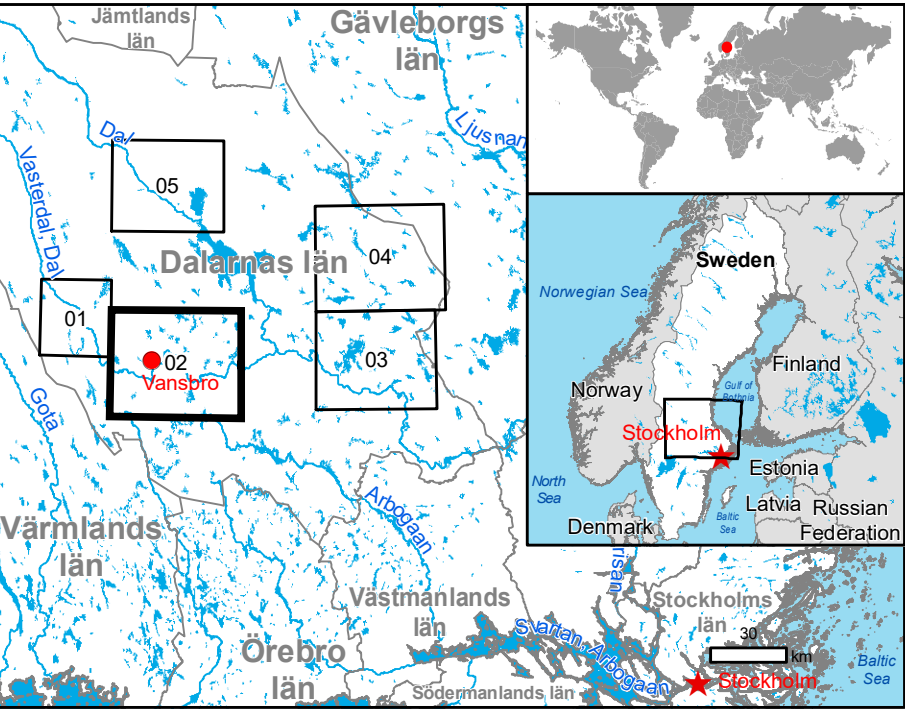 Jämtlands
län
Gävleborgs
län
Ljusnan
Dal
Vasterdal, Dal
05
Dalarnas län
04
01
02
Vansbro
03
Gota
Arbogaan
Värmlands
län
Västmanlands
län
Örebro
län
Svartan, Arbogaan
Södermanlands län
risan
Stockholms
län
30
km
Stockholm
Baltic
Sea
Sweden
Norwegian Sea
Finland
Norway
Gulf of
Bothnia
Stockholm
North
Sea
Estonia
Latvia
Russian
Federation
Denmark
Baltic
Sea